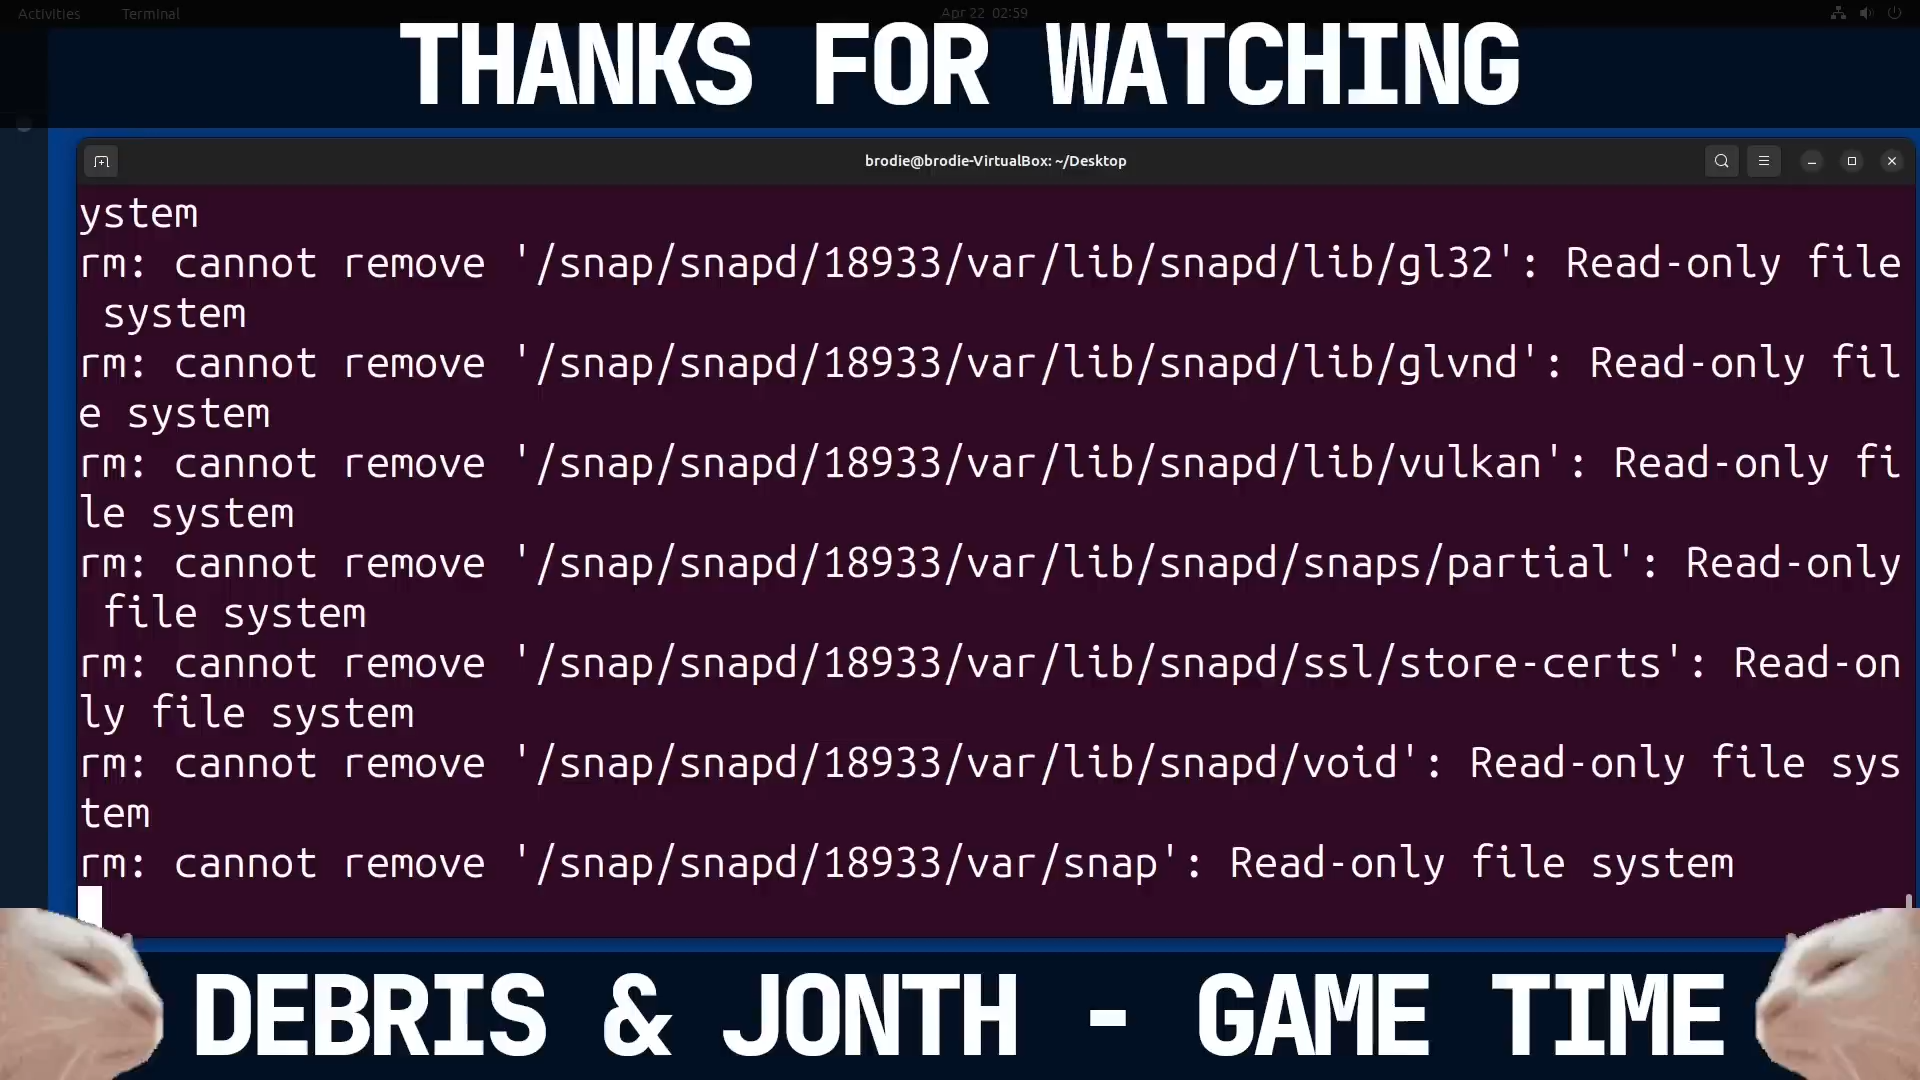 Activities Terminal Apr 22 02:59
THANKS FOR WATCHING
brodie@brodie-VirtualBox: ~/Desktop
ystem
rm: cannot remove '/snap/snapd/18933/var/lib/snapd/lib/gl32': Read-only file
 system
rm: cannot remove '/snap/snapd/18933/var/lib/snapd/lib/glvnd': Read-only fil
e system
rm: cannot remove '/snap/snapd/18933/var/lib/snapd/lib/vulkan': Read-only fi
le system
rm: cannot remove '/snap/snapd/18933/var/lib/snapd/snaps/partial': Read-only
 file system
rm: cannot remove '/snap/snapd/18933/var/lib/snapd/ssl/store-certs': Read-on
ly file system
rm: cannot remove '/snap/snapd/18933/var/lib/snapd/void': Read-only file sys
tem
rm: cannot remove '/snap/snapd/18933/var/snap': Read-only file system
DEBRIS & JONTH - GAME TIME